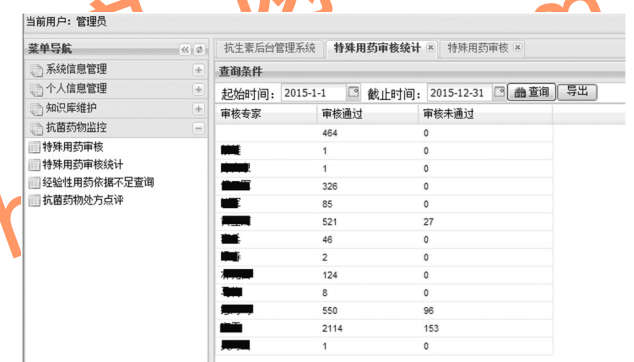 当前用户: 管理员
菜单导航
系统信息管理
个人信息管理
知识库维护
抗菌药物监控
特殊用药审核
特殊用药审核统计
经验性用药依据不足查询
抗菌药物处方点评
抗生素后台管理系统 特殊用药审核统计 特殊用药审核
查询条件
起始时间: 2015-1-1 截止时间: 2015-12-31 查询 导出
审核专家 审核通过 审核未通过
464 0
1 0
1 0
326 0
85 0
521 27
46 0
2 0
124 0
8 0
550 96
2114 153
1 0